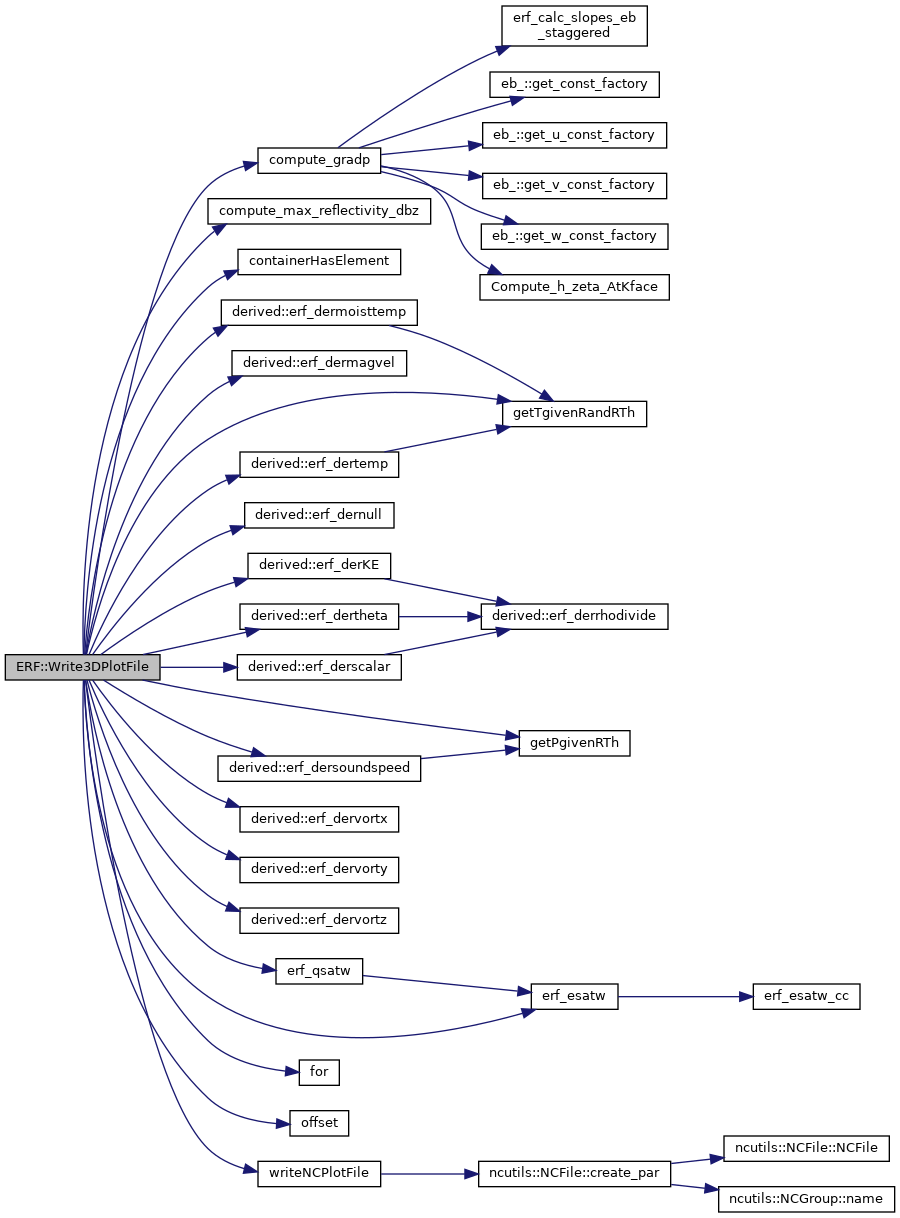 erf_calc_slopes_eb
_staggered
eb_::get_const_factory
eb_::get_u_const_factory
compute_gradp
eb_::get_v_const_factory
compute_max_reflectivity_dbz
eb_::get_w_const_factory
containerHasElement
Compute_h_zeta_AtKface
derived::erf_dermoisttemp
derived::erf_dermagvel
getTgivenRandRTh
derived::erf_dertemp
derived::erf_dernull
derived::erf_derKE
derived::erf_dertheta
derived::erf_derrhodivide
ERF::Write3DPlotFile
derived::erf_derscalar
getPgivenRTh
derived::erf_dersoundspeed
derived::erf_dervortx
derived::erf_dervorty
derived::erf_dervortz
erf_qsatw
erf_esatw
erf_esatw_cc
for
offset
ncutils::NCFile::NCFile
writeNCPlotFile
ncutils::NCFile::create_par
ncutils::NCGroup::name